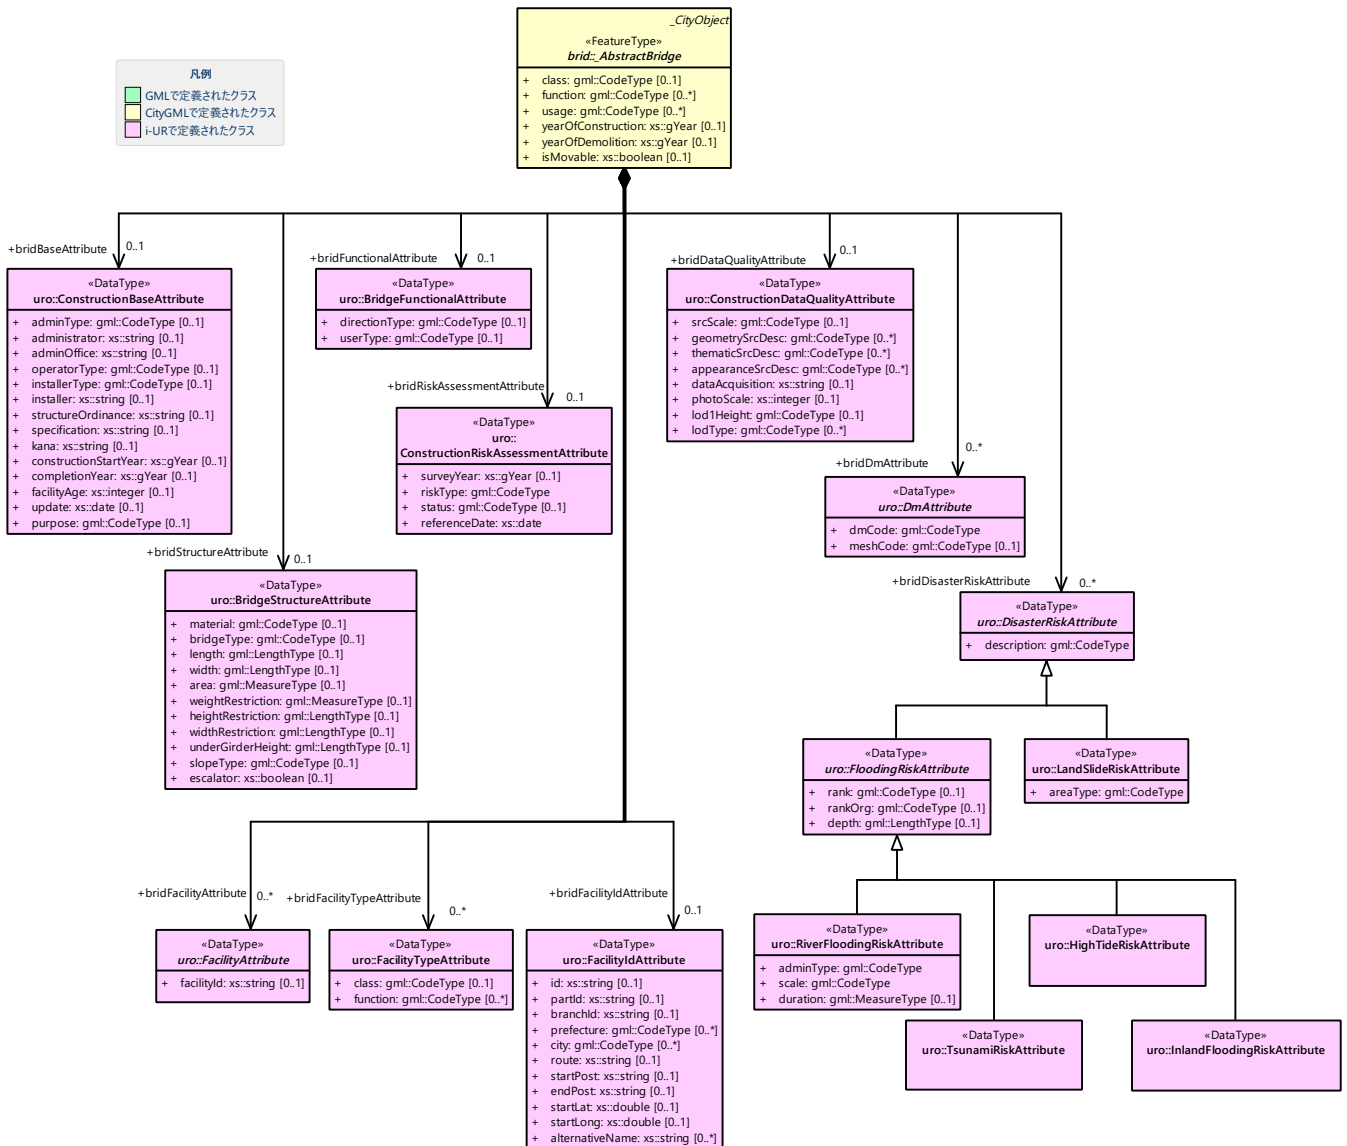 _CityObject
«FeatureType»
brid::_AbstractBridge
+ class: gml::CodeType [0..1]
+ function: gml::CodeType [0..*]
+ usage: gml::CodeType [0..*]
+ yearOfConstruction: xs::gYear [0..1]
+ yearOfDemolition: xs::gYear [0..1]
+ isMovable: xs::boolean [0..1]
凡例
GMLで定義されたクラス
CityGMLで定義されたクラス
i-URで定義されたクラス
+bridBaseAttribute 0..1
«DataType»
uro::ConstructionBaseAttribute
+ adminType: gml::CodeType [0..1]
+ administrator: xs::string [0..1]
+ adminOffice: xs::string [0..1]
+ operatorType: gml::CodeType [0..1]
+ installerType: gml::CodeType [0..1]
+ installer: xs::string [0..1]
+ structureOrdinance: xs::string [0..1]
+ specification: xs::string [0..1]
+ kana: xs::string [0..1]
+ constructionStartYear: xs::gYear [0..1]
+ completionYear: xs::gYear [0..1]
+ facilityAge: xs::integer [0..1]
+ update: xs::date [0..1]
+ purpose: gml::CodeType [0..1]
+bridFunctionalAttribute 0..1
«DataType»
uro::BridgeFunctionalAttribute
+ directionType: gml::CodeType [0..1]
+ userType: gml::CodeType [0..1]
+bridRiskAssessmentAttribute 0..1
«DataType»
uro::
ConstructionRiskAssessmentAttribute
+ surveyYear: xs::gYear [0..1]
+ riskType: gml::CodeType
+ status: gml::CodeType [0..1]
+ referenceDate: xs::date
+bridDataQualityAttribute 0..1
«DataType»
uro::ConstructionDataQualityAttribute
+ srcScale: gml::CodeType [0..1]
+ geometrySrcDesc: gml::CodeType [0..*]
+ thematicSrcDesc: gml::CodeType [0..*]
+ appearanceSrcDesc: gml::CodeType [0..*]
+ dataAcquisition: xs::string [0..1]
+ photoScale: xs::integer [0..1]
+ lod1Height: gml::CodeType [0..1]
+ lodType: gml::CodeType [0..*]
+bridDmAttribute 0..*
«DataType»
uro::DmAttribute
+ dmCode: gml::CodeType
+ meshCode: gml::CodeType [0..1]
+bridStructureAttribute 0..1
«DataType»
uro::BridgeStructureAttribute
+ material: gml::CodeType [0..1]
+ bridgeType: gml::CodeType [0..1]
+ length: gml::LengthType [0..1]
+ width: gml::LengthType [0..1]
+ area: gml::MeasureType [0..1]
+ weightRestriction: gml::MeasureType [0..1]
+ heightRestriction: gml::LengthType [0..1]
+ widthRestriction: gml::LengthType [0..1]
+ underGirderHeight: gml::LengthType [0..1]
+ slopeType: gml::CodeType [0..1]
+ escalator: xs::boolean [0..1]
+bridDisasterRiskAttribute 0..*
«DataType»
uro::DisasterRiskAttribute
+ description: gml::CodeType
«DataType»
uro::FloodingRiskAttribute
+ rank: gml::CodeType [0..1]
+ rankOrg: gml::CodeType [0..1]
+ depth: gml::LengthType [0..1]
«DataType»
uro::LandSlideRiskAttribute
+ areaType: gml::CodeType
+bridFacilityAttribute 0..*
«DataType»
uro::FacilityAttribute
+ facilityId: xs::string [0..1]
+bridFacilityTypeAttribute 0..*
«DataType»
uro::FacilityTypeAttribute
+ class: gml::CodeType [0..1]
+ function: gml::CodeType [0..*]
+bridFacilityIdAttribute 0..1
«DataType»
uro::FacilityIdAttribute
+ id: xs::string [0..1]
+ partId: xs::string [0..1]
+ branchId: xs::string [0..1]
+ prefecture: gml::CodeType [0..*]
+ city: gml::CodeType [0..*]
+ route: xs::string [0..1]
+ startPost: xs::string [0..1]
+ endPost: xs::string [0..1]
+ startLat: xs::double [0..1]
+ startLong: xs::double [0..1]
+ alternativeName: xs::string [0..*]
«DataType»
uro::RiverFloodingRiskAttribute
+ adminType: gml::CodeType
+ scale: gml::CodeType
+ duration: gml::MeasureType [0..1]
«DataType»
uro::HighTideRiskAttribute
«DataType»
uro::TsunamiRiskAttribute
«DataType»
uro::InlandFloodingRiskAttribute